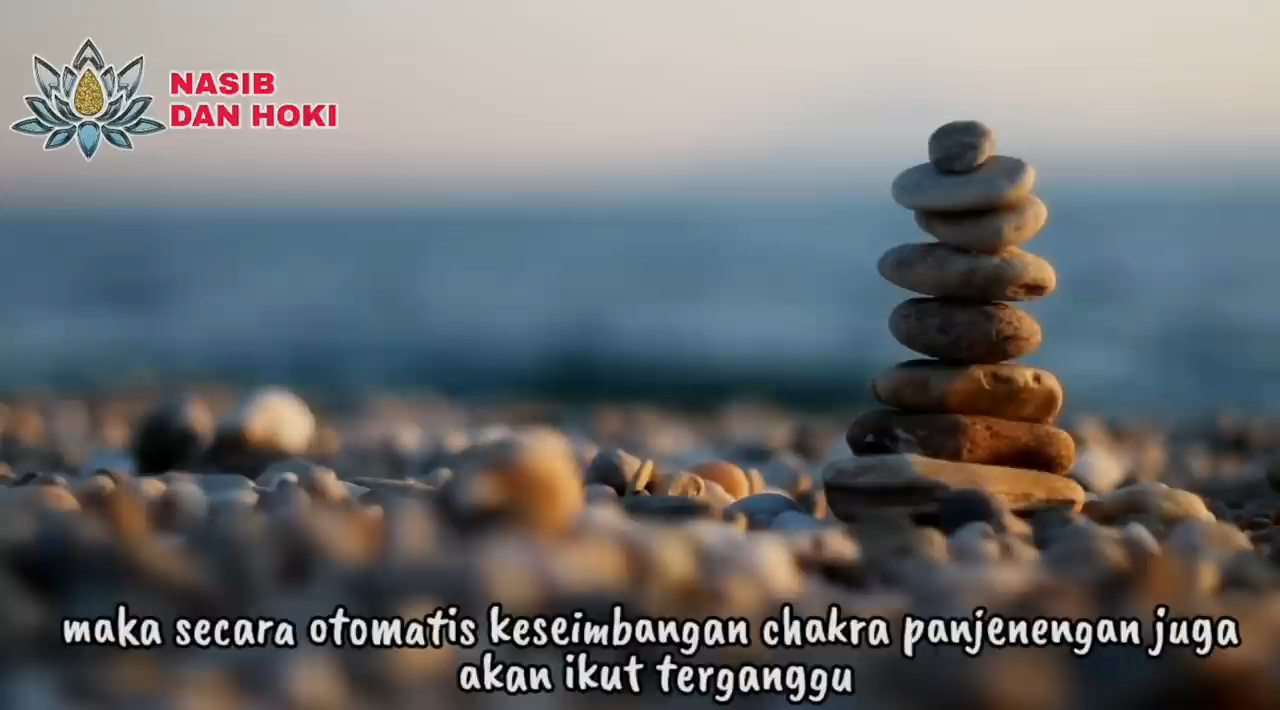 NASIB
DAN HOKI
maka secara otomatis keseimbangan chakra panjenengan juga
akan ikut terganggu